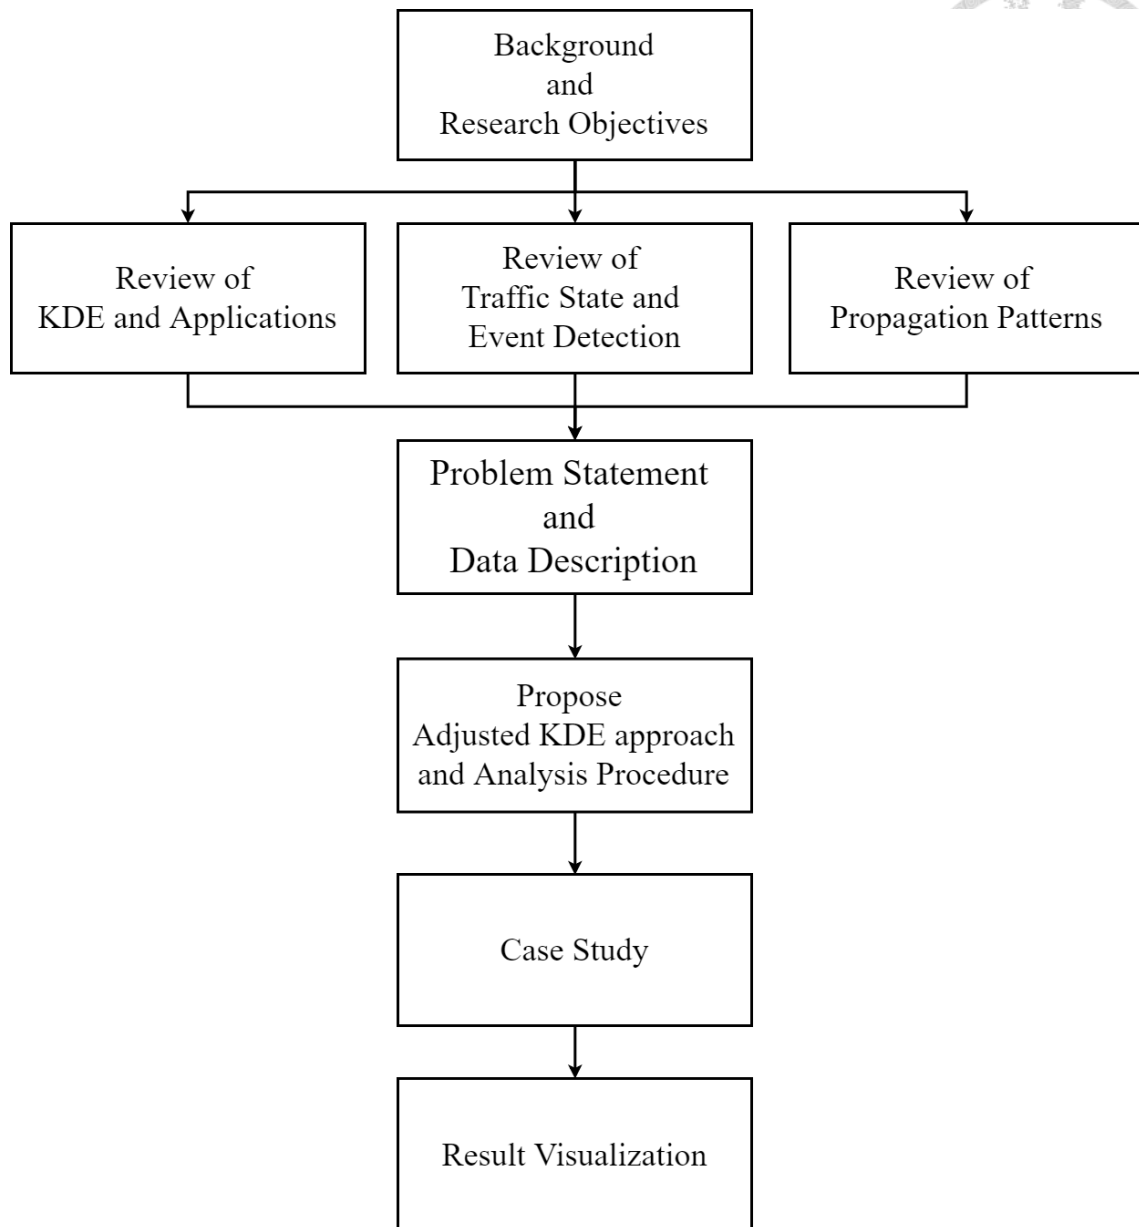 Background
and
Research Objectives
Review of
KDE and Applications
Review of
Traffic State and
Event Detection
Review of
Propagation Patterns
Problem Statement
and
Data Description
Propose
Adjusted KDE approach
and Analysis Procedure
Case Study
Result Visualization